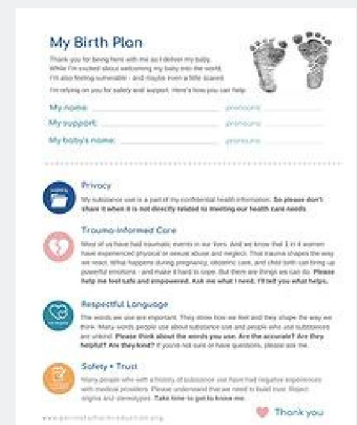 My Birth Plan
Thank you for being here with me as I deliver my baby.
While I'm excited about welcoming my baby into the world,
I'm also feeling vulnerable - and maybe even a little scared.
I'm relying on you for safety and support. Here's how you can help.
My name: pronouns:
My support: pronouns:
My baby's name: pronouns:
Privacy
My substance use is a part of my confidential health information. So please don't
share it when it is not directly related to meeting our health care needs.
Trauma-Informed Care
Most of us have had traumatic events in our lives. And we know that 1 in 4 women
have experienced physical or sexual abuse and neglect. That trauma shapes the way
we react. What happens during pregnancy, obstetric care, and child birth can bring up
powerful emotions - and make it hard to cope. But there are things we can do. Please
help me feel safe and empowered. Ask me what I need. I'll tell you what helps.
Respectful Language
The words we use are important. They show how we feel and they shape the way we
think. Many words people use about substance use and people who use substances
are unkind. Please think about the words you use. Are the accurate? Are they
helpful? Are they kind? If you're not sure or have questions, please ask me.
Safety + Trust
Many people who with a history of substance use have had negative experiences
with medical providers. Please understand that we need to build trust. Reject
stigma and stereotypes. Take time to get to know me.
www.perinatalharmreduction.org
Thank you